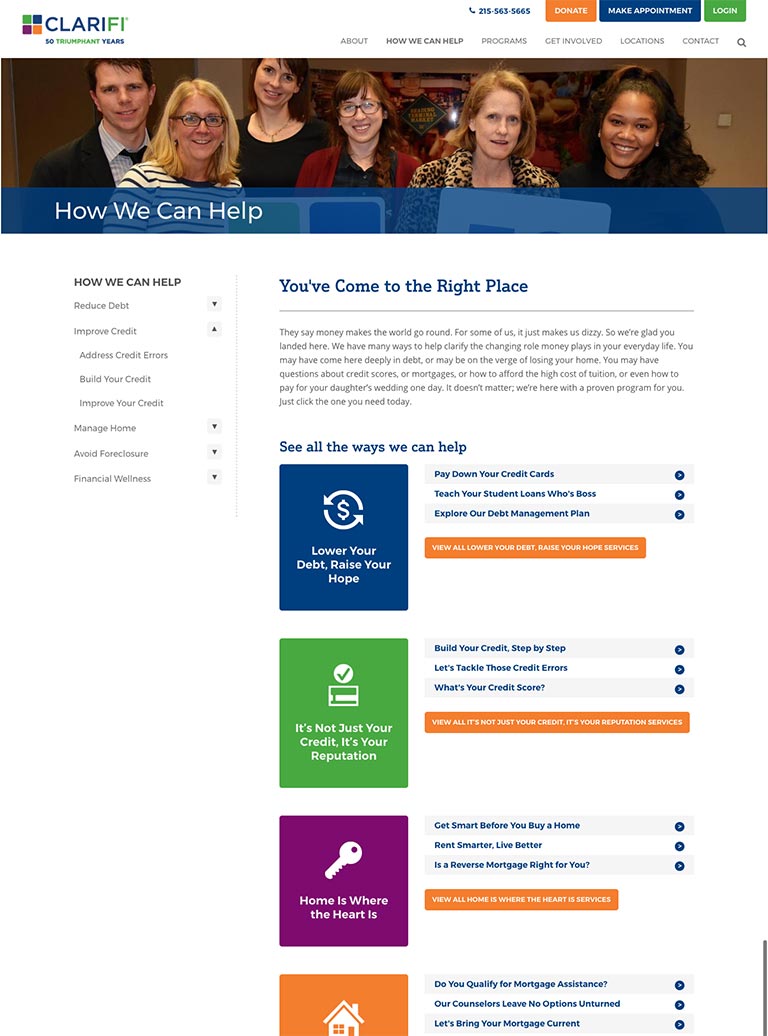 215-563-5665
DONATE
MAKE APPOINTMENT
LOGIN
CLARIFI®
50 TRIUMPHANT YEARS
ABOUT
HOW WE CAN HELP
PROGRAMS
GET INVOLVED
LOCATIONS
CONTACT
READING
TERMINAL
MARKET
How We Can Help
HOW WE CAN HELP
Reduce Debt
Improve Credit
Address Credit Errors
Build Your Credit
Improve Your Credit
Manage Home
Avoid Foreclosure
Financial Wellness
You've Come to the Right Place
They say money makes the world go round. For some of us, it just makes us dizzy. So we're glad you
landed here. We have many ways to help clarify the changing role money plays in your everyday life. You
may have come here deeply in debt, or may be on the verge of losing your home. You may have
questions about credit scores, or mortgages, or how to afford the high cost of tuition, or even how to
pay for your daughter's wedding one day. It doesn't matter; we're here with a proven program for you.
Just click the one you need today.
See all the ways we can help
Lower Your
Debt, Raise Your
Hope
Pay Down Your Credit Cards
Teach Your Student Loans Who's Boss
Explore Our Debt Management Plan
VIEW ALL LOWER YOUR DEBT, RAISE YOUR HOPE SERVICES
It's Not Just Your
Credit, It's Your
Reputation
Build Your Credit, Step by Step
Let's Tackle Those Credit Errors
What's Your Credit Score?
VIEW ALL IT'S NOT JUST YOUR CREDIT, IT'S YOUR REPUTATION SERVICES
Home Is Where
the Heart Is
Get Smart Before You Buy a Home
Rent Smarter, Live Better
Is a Reverse Mortgage Right for You?
VIEW ALL HOME IS WHERE THE HEART IS SERVICES
Do You Qualify for Mortgage Assistance?
Our Counselors Leave No Options Unturned
Let's Bring Your Mortgage Current